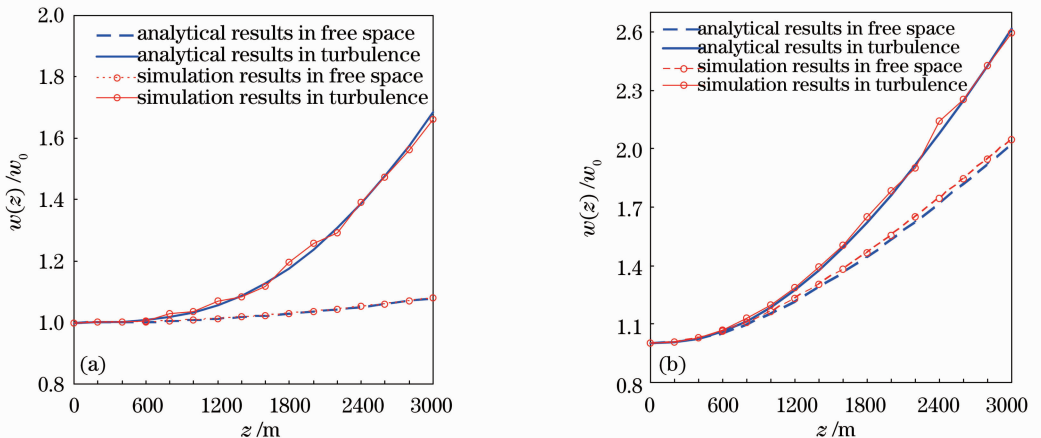 2.0
1.8
1.6
1.4
1.2
1.0
0.8
w(z)/w₀
analytical results in free space
analytical results in turbulence
simulation results in free space
simulation results in turbulence
(a)
0 600 1200 1800 2400 3000
z/m
2.6
2.3
2.0
1.7
1.4
1.1
0.8
w(z)/w₀
analytical results in free space
analytical results in turbulence
simulation results in free space
simulation results in turbulence
(b)
0 600 1200 1800 2400 3000
z/m